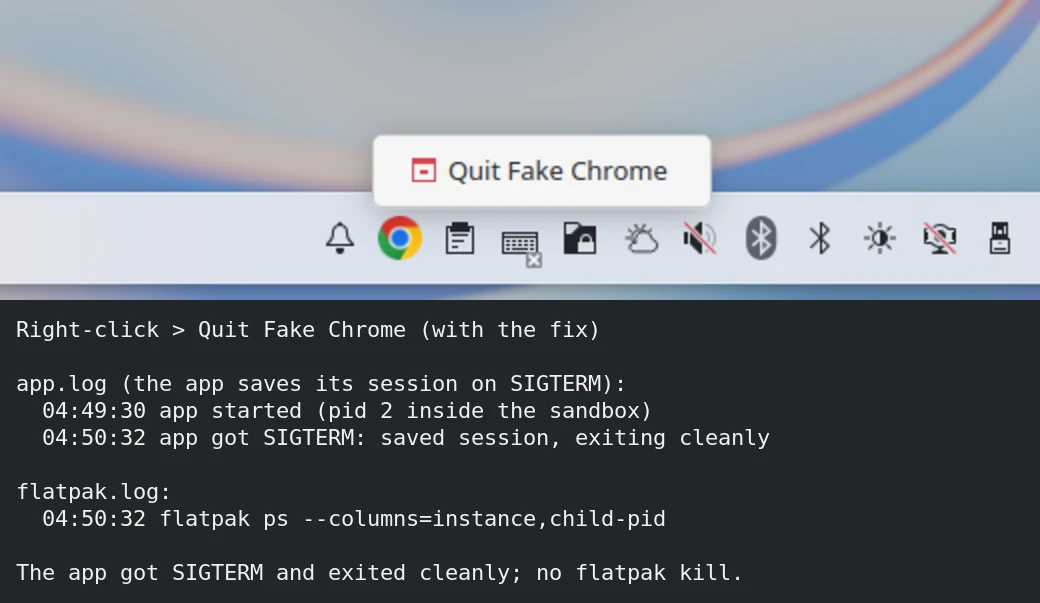 Quit Fake Chrome
Right-click > Quit Fake Chrome (with the fix)
app.log (the app saves its session on SIGTERM):
04:49:30 app started (pid 2 inside the sandbox)
04:50:32 app got SIGTERM: saved session, exiting cleanly
flatpak.log:
04:50:32 flatpak ps --columns=instance,child-pid
The app got SIGTERM and exited cleanly; no flatpak kill.